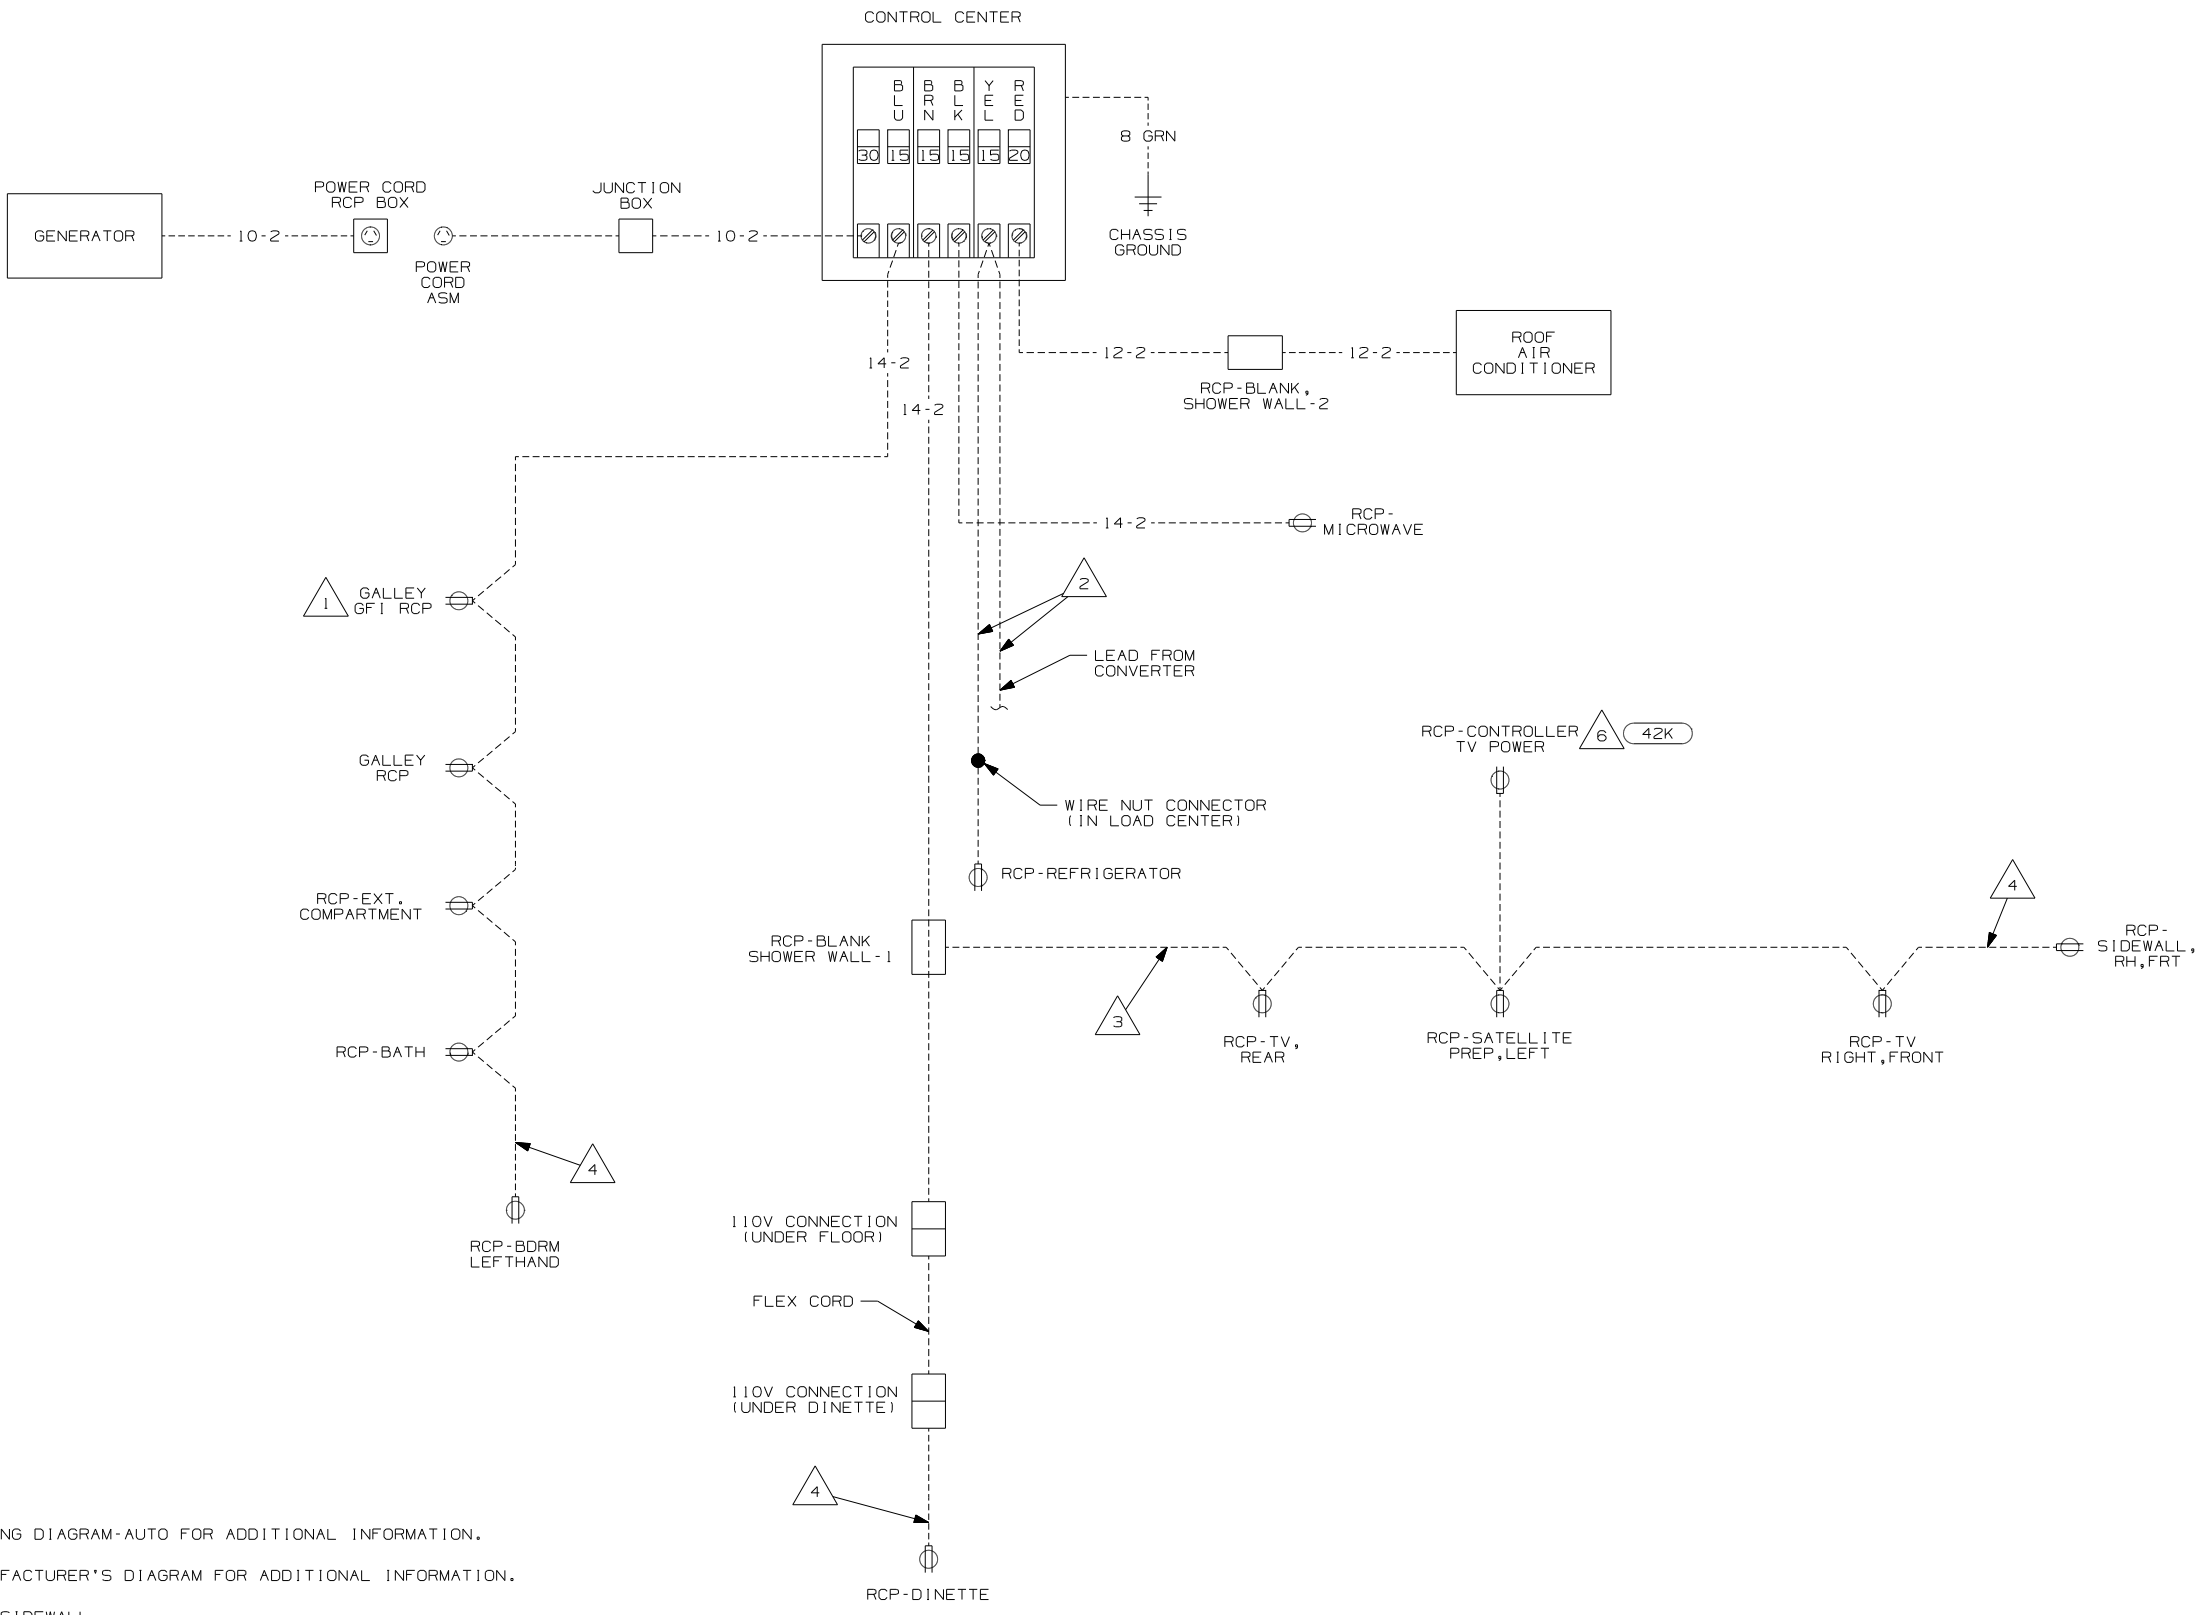 CONTROL CENTER
BLU
BRN
BLK
YEL
RED
30
15
15
15
15
20
8 GRN
CHASSIS
GROUND
GENERATOR
10-2
POWER CORD
RCP BOX
POWER
CORD
ASM
JUNCTION
BOX
10-2
14-2
14-2
12-2
RCP-BLANK,
SHOWER WALL-2
12-2
ROOF
AIR
CONDITIONER
14-2
RCP-
MICROWAVE
1
GALLEY
GFI RCP
2
LEAD FROM
CONVERTER
GALLEY
RCP
WIRE NUT CONNECTOR
(IN LOAD CENTER)
RCP-CONTROLLER
TV POWER
6
42K
RCP-REFRIGERATOR
RCP-EXT.
COMPARTMENT
RCP-BLANK
SHOWER WALL-1
4
RCP-
SIDEWALL,
RH,FRT
3
RCP-TV,
REAR
RCP-SATELLITE
PREP,LEFT
RCP-TV
RIGHT,FRONT
RCP-BATH
4
RCP-BDRM
LEFTHAND
110V CONNECTION
(UNDER FLOOR)
FLEX CORD
110V CONNECTION
(UNDER DINETTE)
4
RCP-DINETTE
NG DIAGRAM-AUTO FOR ADDITIONAL INFORMATION.
FACTURER'S DIAGRAM FOR ADDITIONAL INFORMATION.
SIDEWALL